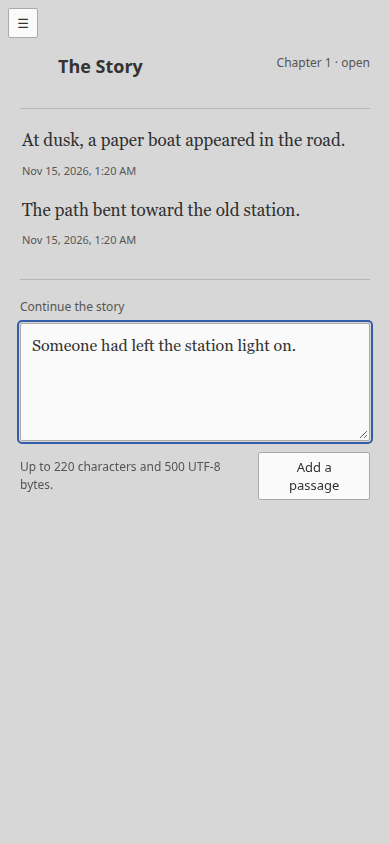 ☰
The Story
Chapter 1 · open
At dusk, a paper boat appeared in the road.
Nov 15, 2026, 1:20 AM
The path bent toward the old station.
Nov 15, 2026, 1:20 AM
Continue the story
Someone had left the station light on.
Up to 220 characters and 500 UTF-8
bytes.
Add a
passage